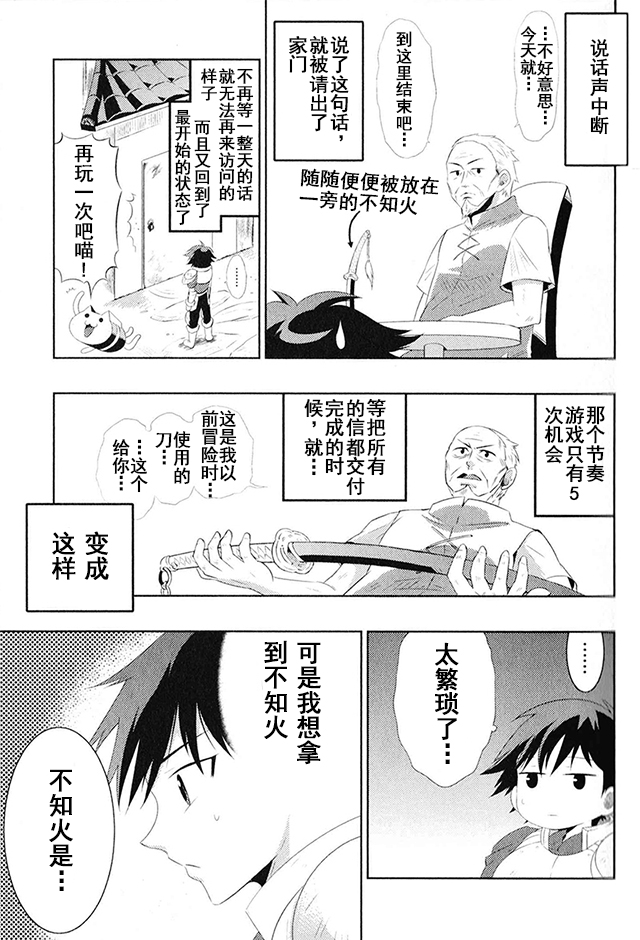 说话声中断
…不好意思…
今天就…
到这里结束吧…
说了这句话，
就被请出了
家门
随随便便被放在
一旁的不知火
不再等一整天的话
就无法再来访问的
样子
而且又回到了
最开始的状态了
……
再玩一次吧喵！
那个节奏
游戏只有5
次机会
等把所有
的信都交付
完成的时
候，就…
这是我以
前冒险时…
使用的
刀…
…这个
给你…
变成
这样
……
太繁琐了…
可是我想拿
到不知火
不知火是…